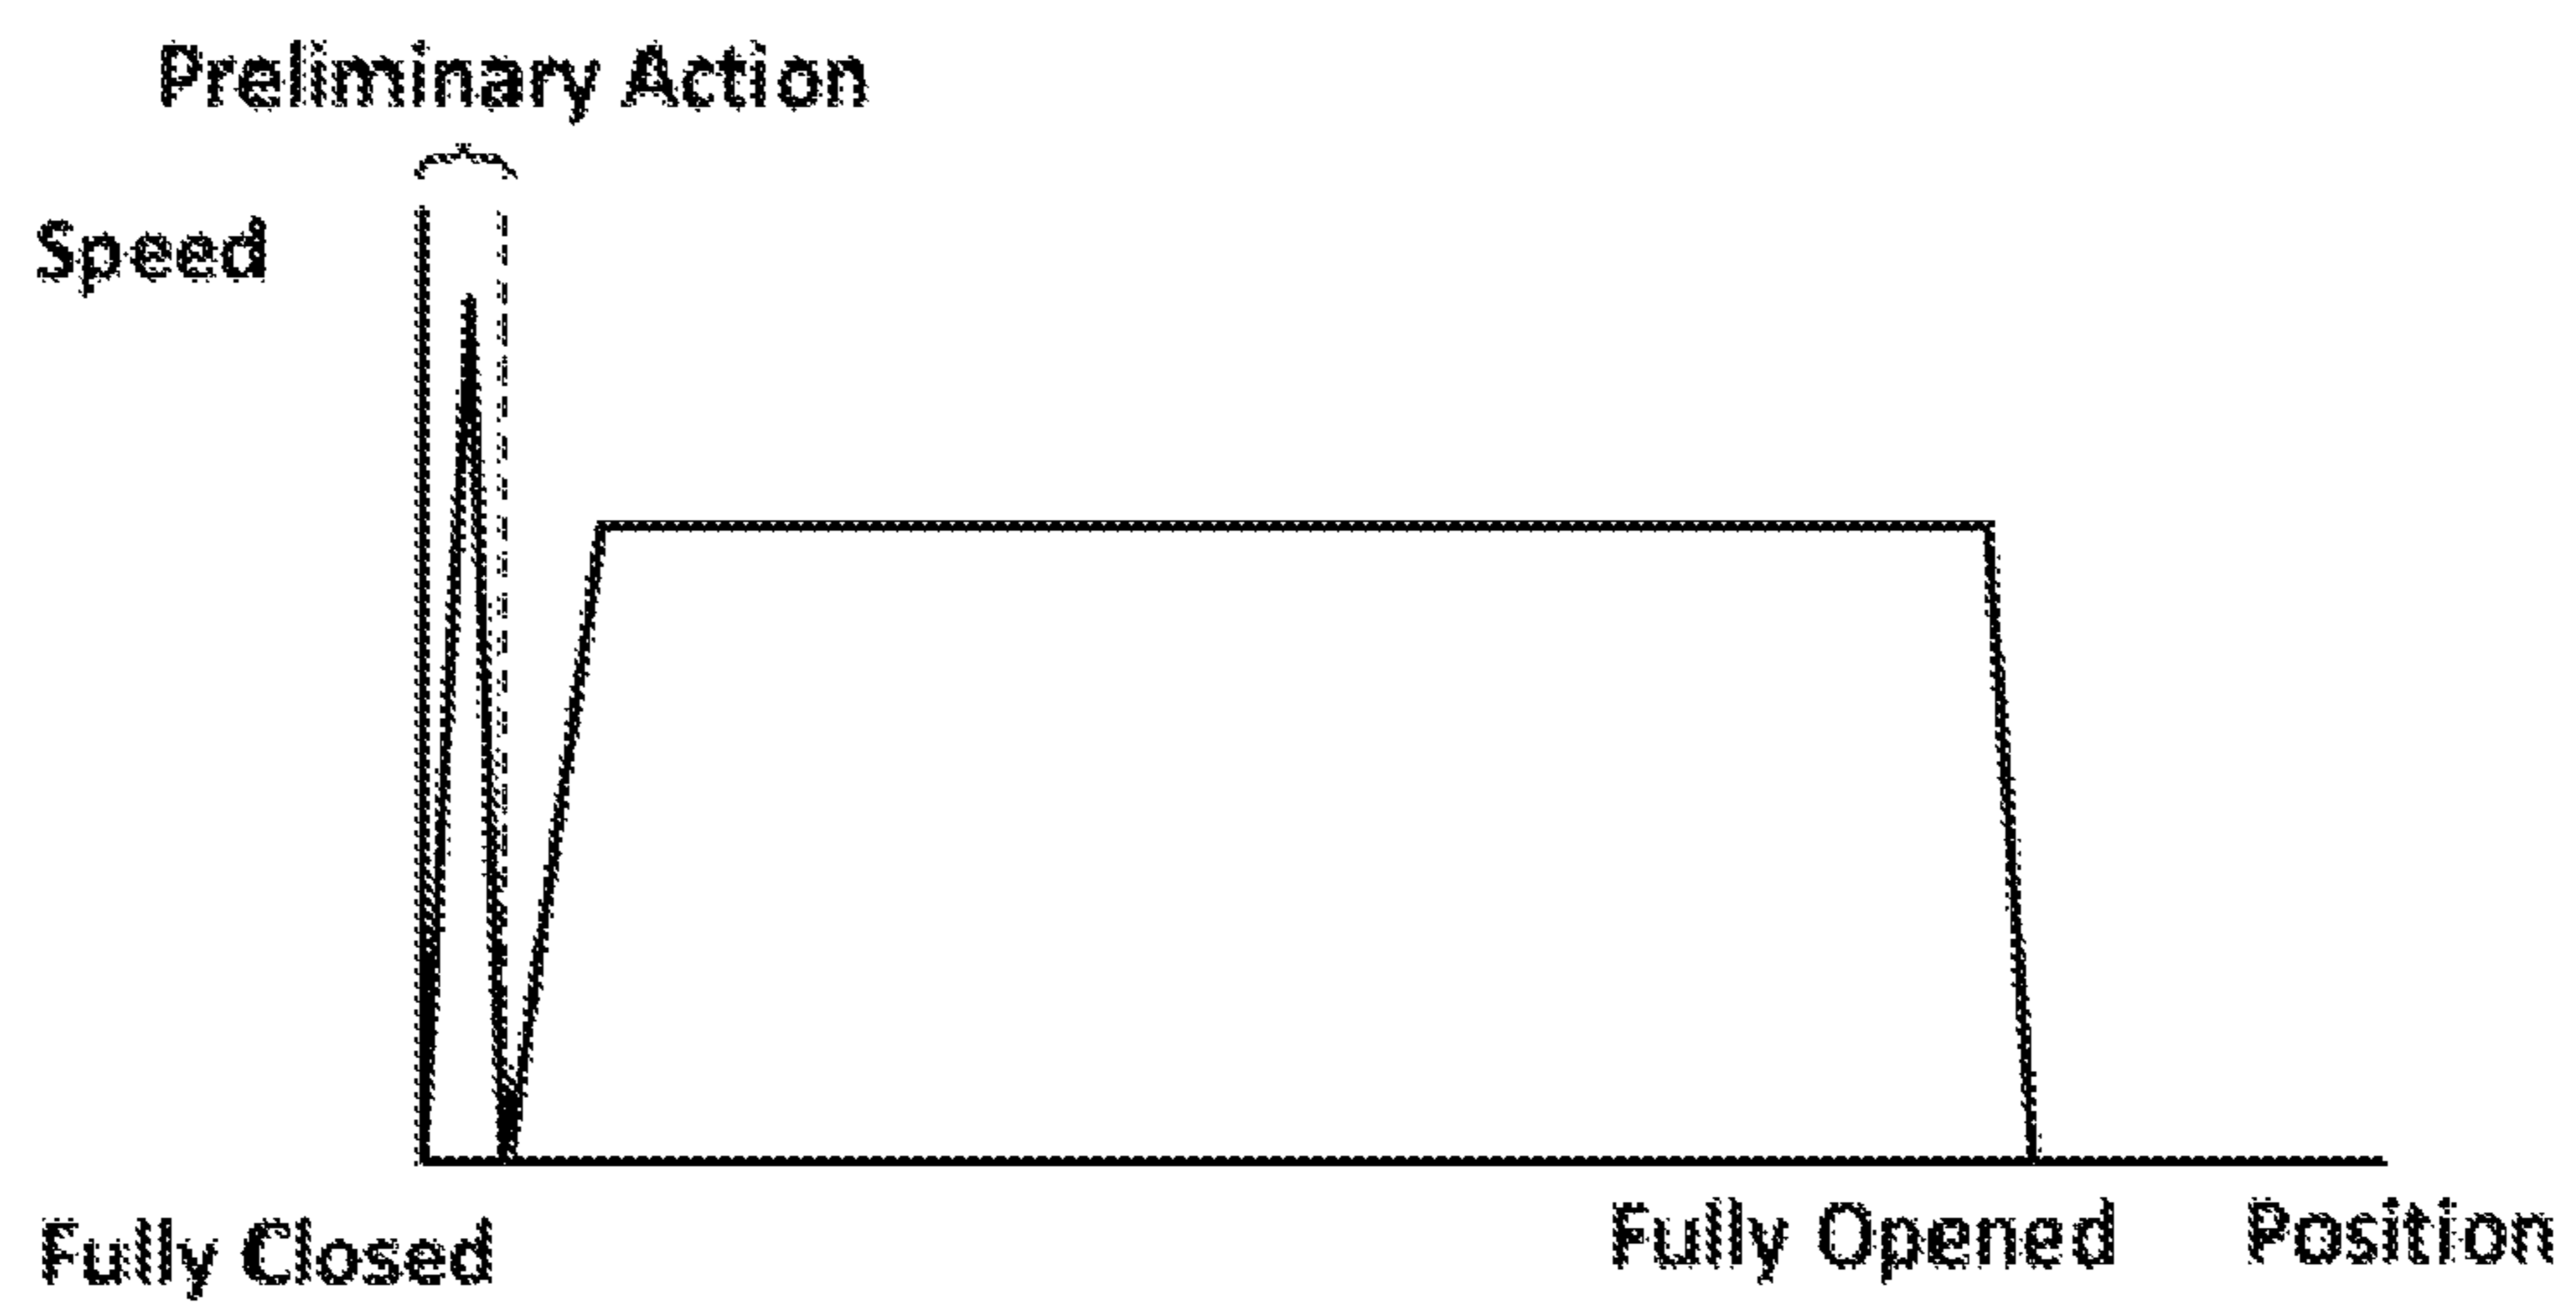 Preliminary Action
Speed
Fully Closed
Fully Opened
Position